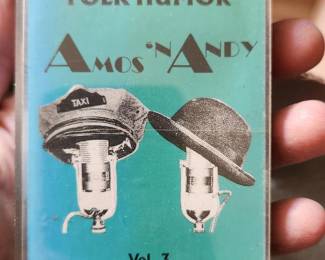 FOLK HUMOR
AMOS 'N ANDY
TAXI
Vol. 3